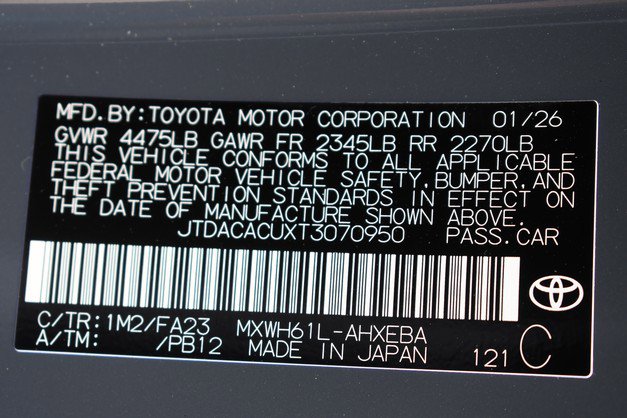 MFD.BY:TOYOTA MOTOR CORPORATION 01/26
GVWR 4475LB GAWR FR 2345LB RR 2270LB
THIS VEHICLE CONFORMS TO ALL APPLICABLE
FEDERAL MOTOR VEHICLE SAFETY,BUMPER,AND
THEFT PREVENTION STANDARDS IN EFFECT ON
THE DATE OF MANUFACTURE SHOWN ABOVE.
JTDACACUXT3070950 PASS.CAR
C/TR:1M2/FA23 MXWH61L-AHXEBA
A/TM: /PB12 MADE IN JAPAN 121 C